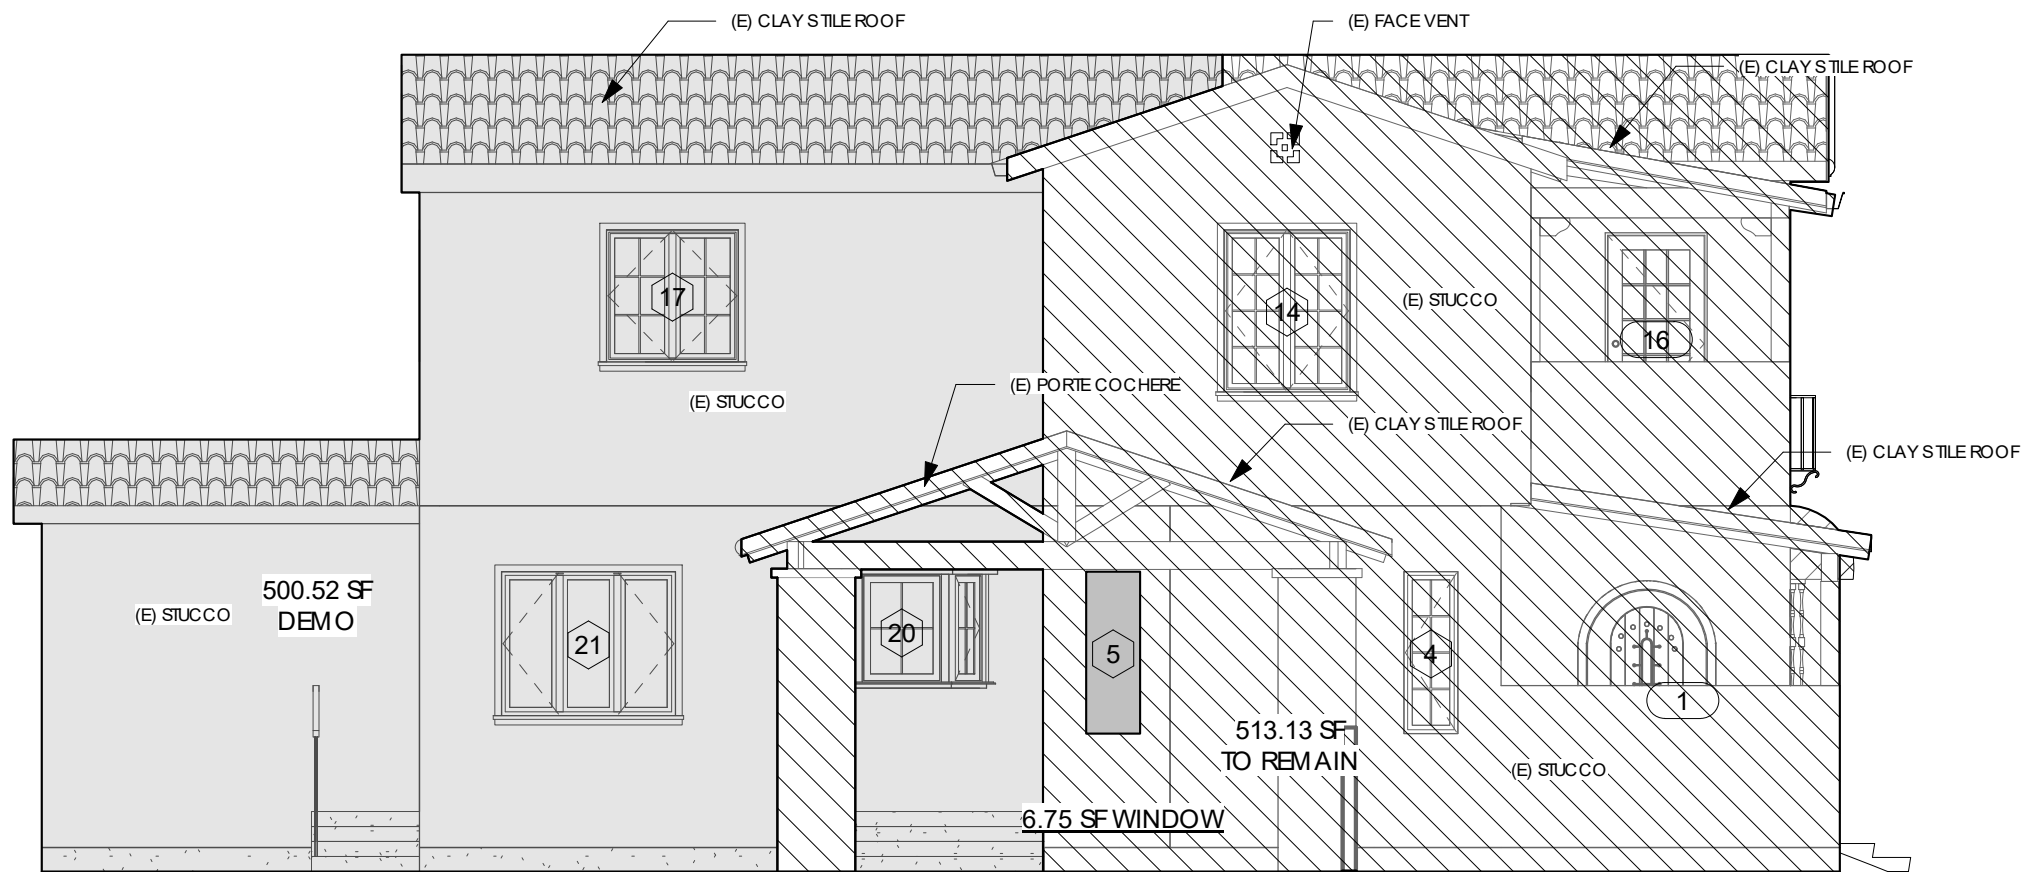 (E) CLAY S TILE ROOF
(E) FACE VENT
(E) CLAY S TILE ROOF
17
14
(E) STUCCO
16
(E) PORTE COCHERE
(E) STUCCO
(E) CLAY S TILE ROOF
(E) CLAY S TILE ROOF
500.52 SF
DEMO
(E) STUCCO
21
20
5
4
1
513.13 SF
TO REMAIN
(E) STUCCO
6.75 SF WINDOW